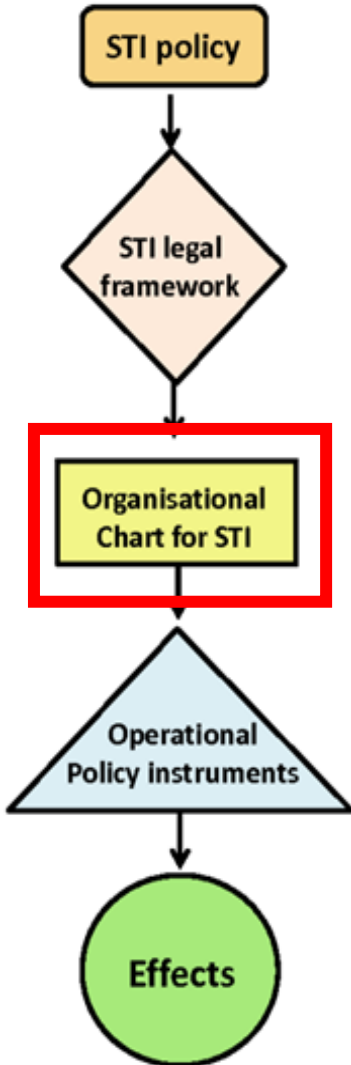 STI policy
STI legal
framework
Organisational
Chart for STI
Operational
Policy instruments
Effects